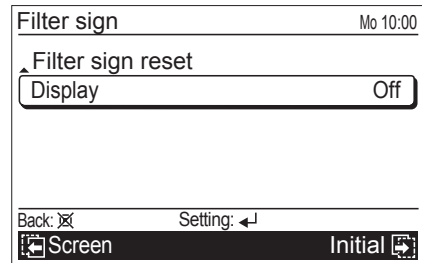 Filter sign Mo 10:00
Filter sign reset
Display Off
Back: Setting:
Screen Initial